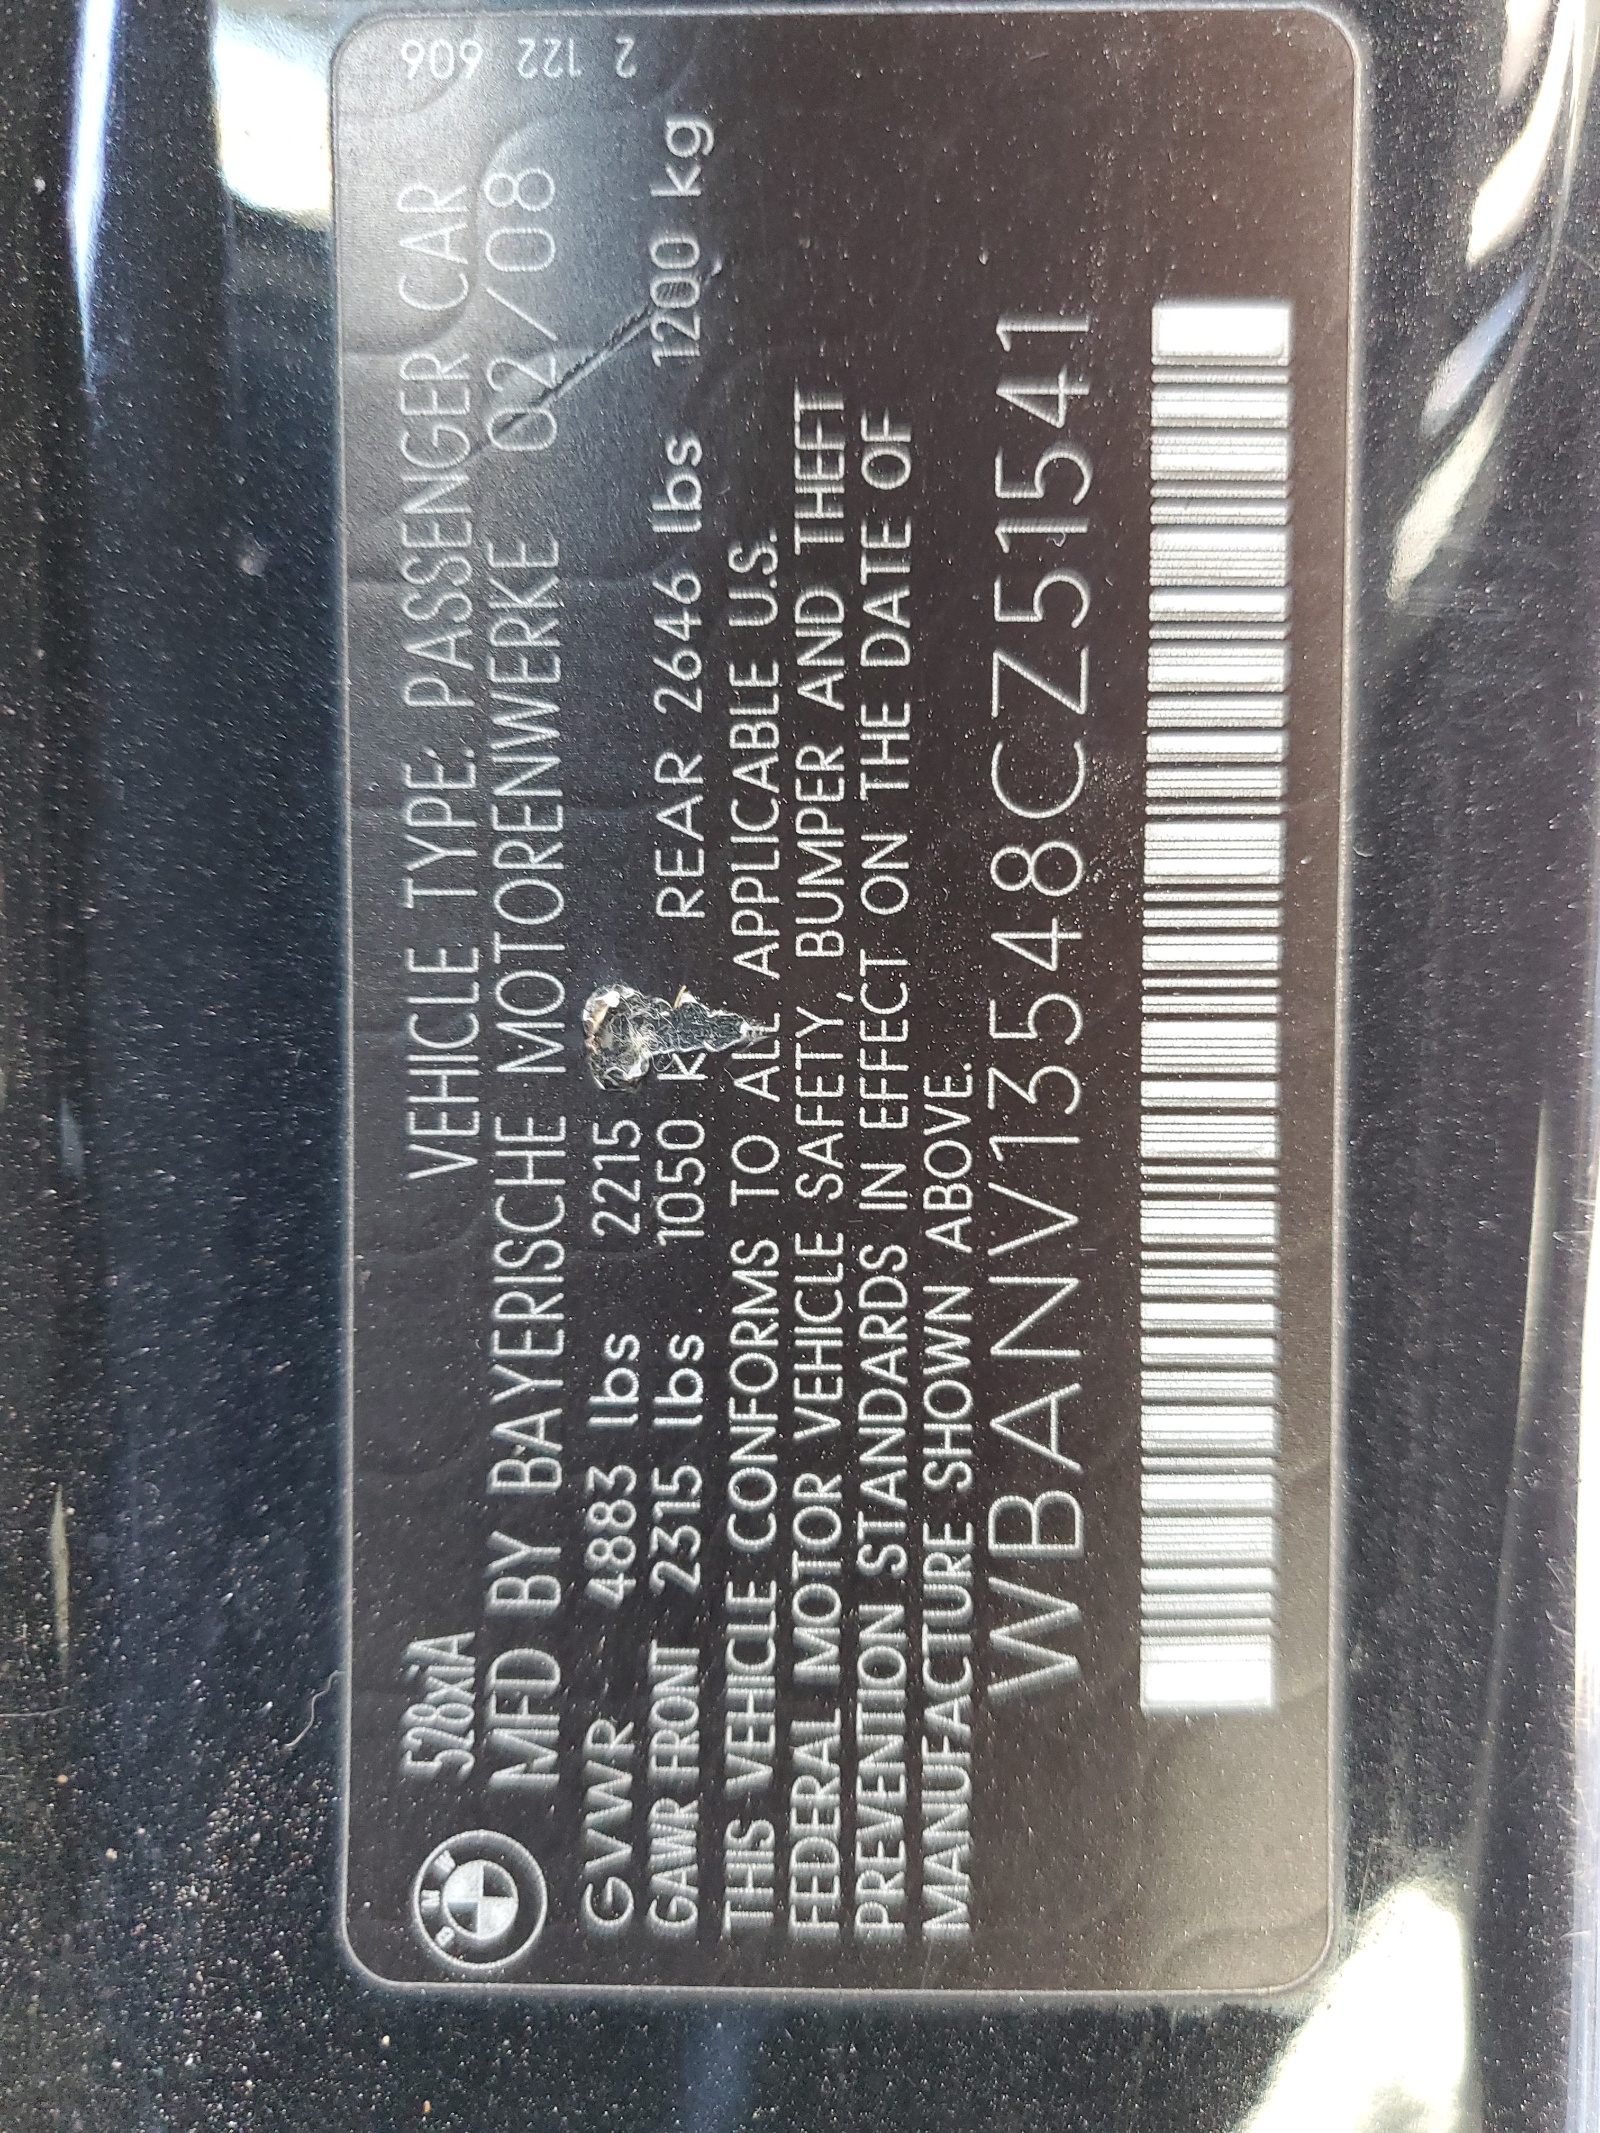 2 122 606
BMW
528xiA VEHICLE TYPE: PASSENGER CAR
MFD BY BAYERISCHE MOTORENWERKE 02/08
GVWR 4883 lbs 2215
GAWR FRONT 2315 lbs 1050 k REAR 2646 lbs 1200 kg
THIS VEHICLE CONFORMS TO ALL APPLICABLE U.S.
FEDERAL MOTOR VEHICLE SAFETY, BUMPER AND THEFT
PREVENTION STANDARDS IN EFFECT ON THE DATE OF
MANUFACTURE SHOWN ABOVE.
WBANV13548CZ51541